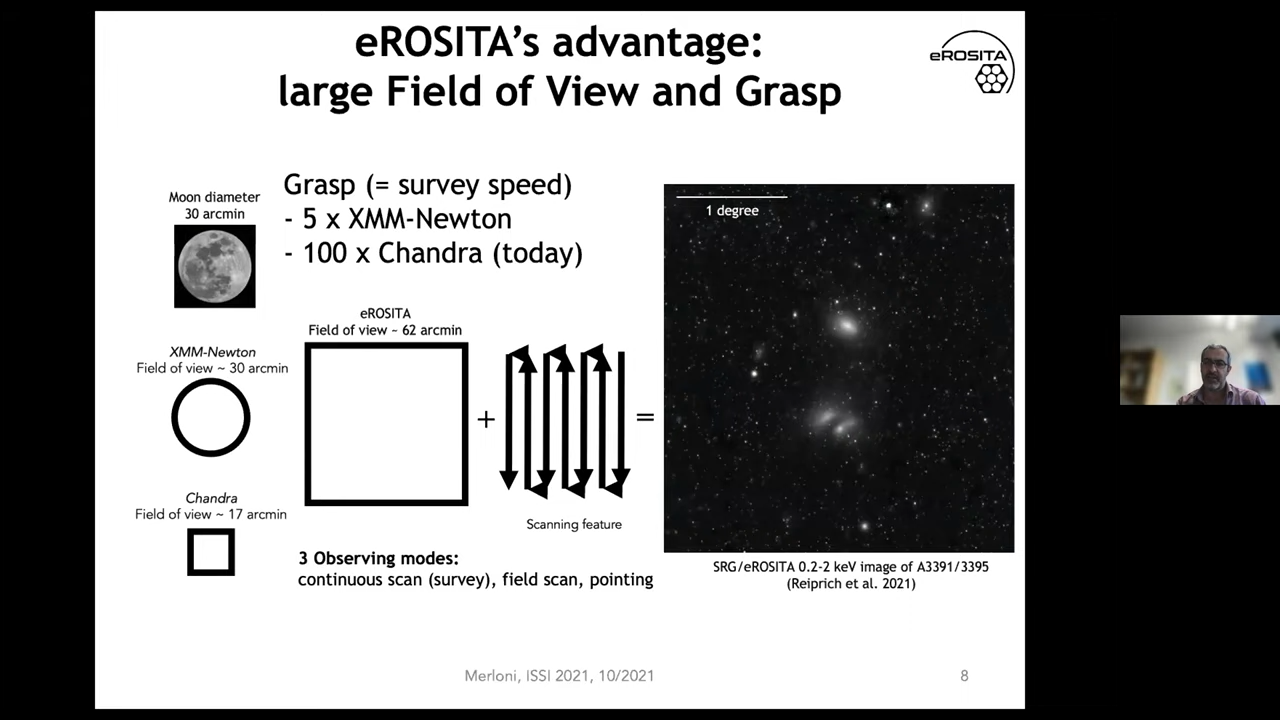 eROSITA's advantage:
large Field of View and Grasp
eROSITA
Moon diameter
30 arcmin
Grasp (= survey speed)
- 5 x XMM-Newton
- 100 x Chandra (today)
XMM-Newton
Field of view ~ 30 arcmin
Chandra
Field of view ~ 17 arcmin
eROSITA
Field of view ~ 62 arcmin
+
Scanning feature
=
1 degree
3 Observing modes:
continuous scan (survey), field scan, pointing
SRG/eROSITA 0.2-2 keV image of A3391/3395
(Reiprich et al. 2021)
Merloni, ISSI 2021, 10/2021
8